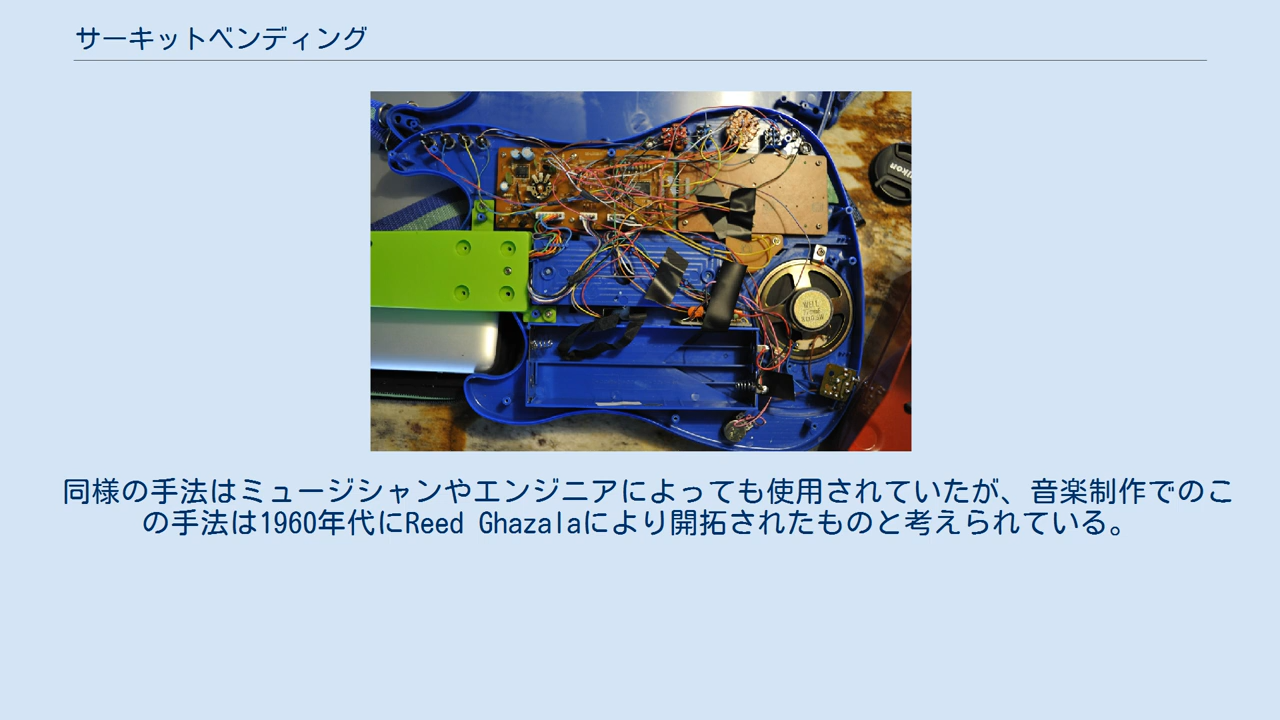 サーキットベンディング
同様の手法はミュージシャンやエンジニアによっても使用されていたが、音楽制作でのこ
の手法は1960年代にReed Ghazalaにより開拓されたものと考えられている。